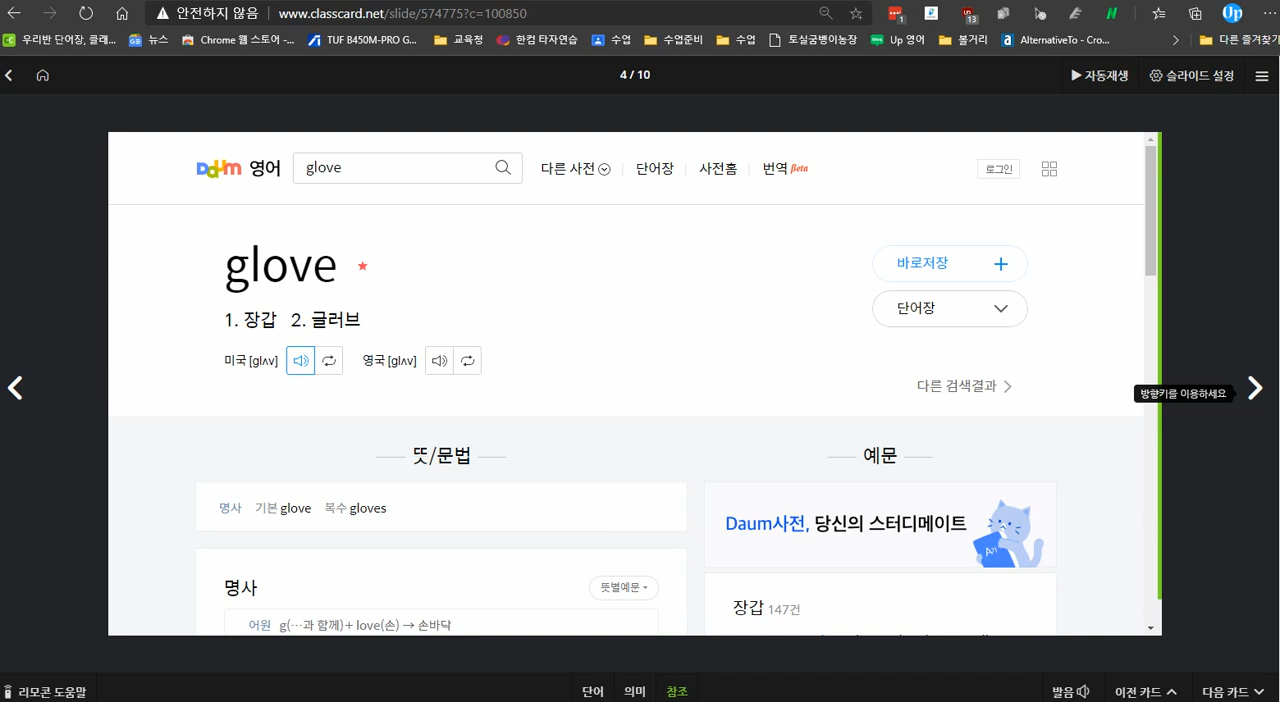 안전하지 않음 www.classcard.net/slide/574775?c=100850
우리반 단어장, 클래... 뉴스 Chrome 웹 스토어 -... TUF B450M-PRO G... 교육청 한컴 타자연습 수업 수업준비 수업 토실굼벵이농장 Up 영어 볼거리 AlternativeTo - Cro... 다른 즐겨찾기
4 / 10 자동재생 슬라이드 설정
Daum 영어 glove 다른 사전 단어장 사전홈 번역 Beta 로그인
glove 바로저장
단어장
1. 장갑 2. 글러브
미국 [glʌv] 영국 [glʌv]
다른 검색결과
방향키를 이용하세요
뜻/문법 예문
명사 기본 glove 복수 gloves
Daum사전, 당신의 스터디메이트
명사 뜻별예문
장갑 147건
어원 g(…과 함께)+ love(손) → 손바닥
리모콘 도움말 단어 의미 참조 발음 이전 카드 다음 카드